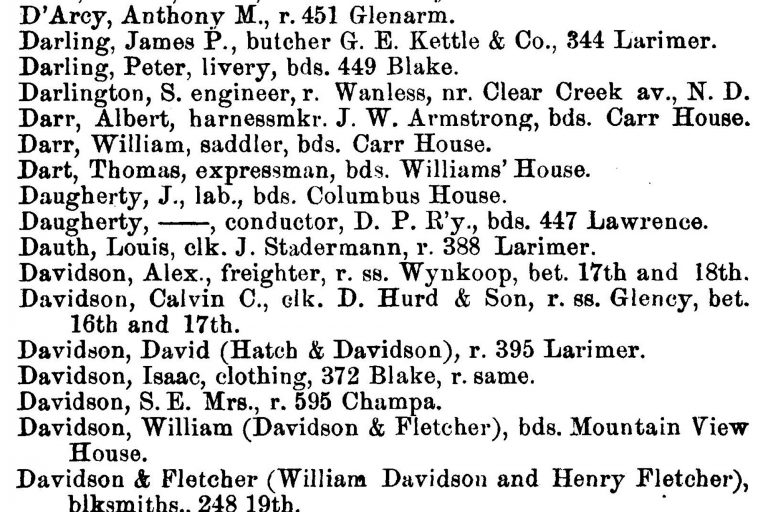 D'Arcy, Anthony M., r. 451 Glenarm.
Darling, James P., butcher G. E. Kettle & Co., 344 Larimer.
Darling, Peter, livery, bds. 449 Blake.
Darlington, S. engineer, r. Wanless, nr. Clear Creek av., N. D.
Darr, Albert, harnessmkr. J. W. Armstrong, bds. Carr House.
Darr, William, saddler, bds. Carr House.
Dart, Thomas, expressman, bds. Williams' House.
Daugherty, J., lab., bds. Columbus House.
Daugherty, ——, conductor, D. P. R'y., bds. 447 Lawrence.
Dauth, Louis, clk. J. Stadermann, r. 388 Larimer.
Davidson, Alex., freighter, r. ss. Wynkoop, bet. 17th and 18th.
Davidson, Calvin C., clk. D. Hurd & Son, r. ss. Glency, bet.
16th and 17th.
Davidson, David (Hatch & Davidson), r. 395 Larimer.
Davidson, Isaac, clothing, 372 Blake, r. same.
Davidson, S. E. Mrs., r. 595 Champa.
Davidson, William (Davidson & Fletcher), bds. Mountain View
House.
Davidson & Fletcher (William Davidson and Henry Fletcher),
blksmiths., 248 19th.